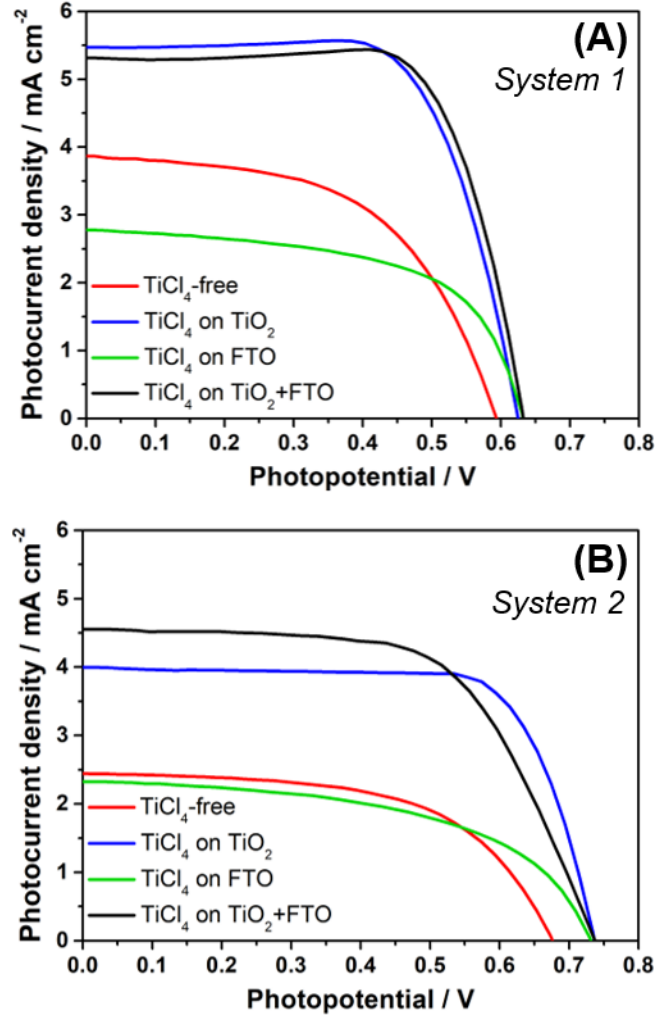 (A)
System 1
Photocurrent density / mA cm⁻²
6
5
4
3
2
1
0
TiCl₄-free
TiCl₄ on TiO₂
TiCl₄ on FTO
TiCl₄ on TiO₂+FTO
0.0 0.1 0.2 0.3 0.4 0.5 0.6 0.7 0.8
Photopotential / V
(B)
System 2
Photocurrent density / mA cm⁻²
6
5
4
3
2
1
0
TiCl₄-free
TiCl₄ on TiO₂
TiCl₄ on FTO
TiCl₄ on TiO₂+FTO
0.0 0.1 0.2 0.3 0.4 0.5 0.6 0.7 0.8
Photopotential / V